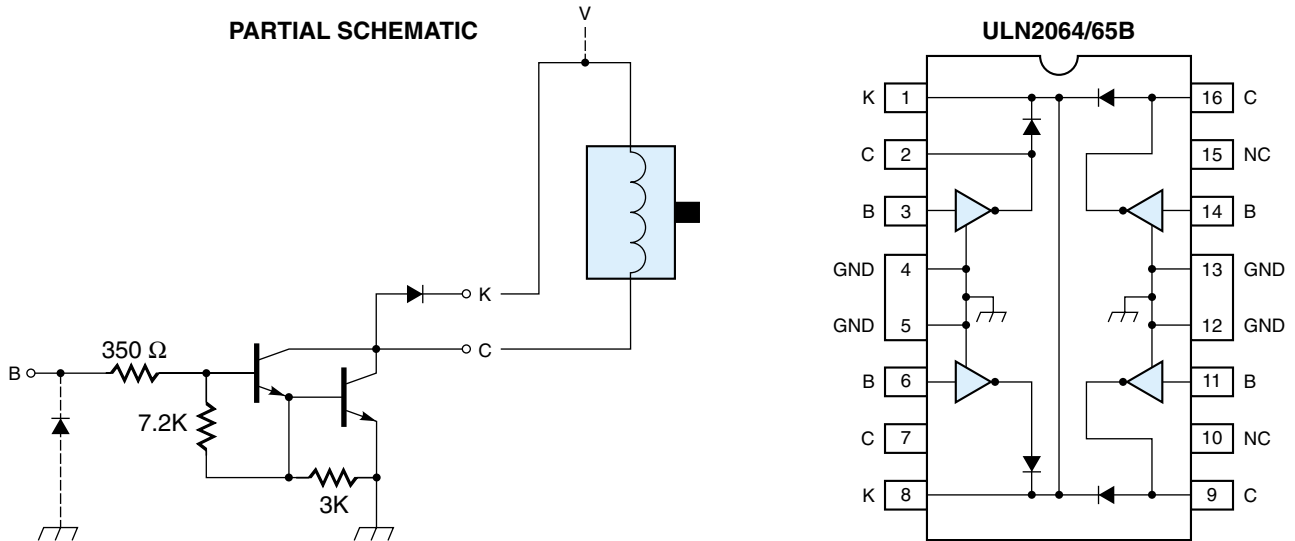 PARTIAL SCHEMATIC
V
K
C
B
350 Ω
7.2K
3K
ULN2064/65B
K 1
C 2
B 3
GND 4
GND 5
B 6
C 7
K 8
16 C
15 NC
14 B
13 GND
12 GND
11 B
10 NC
9 C